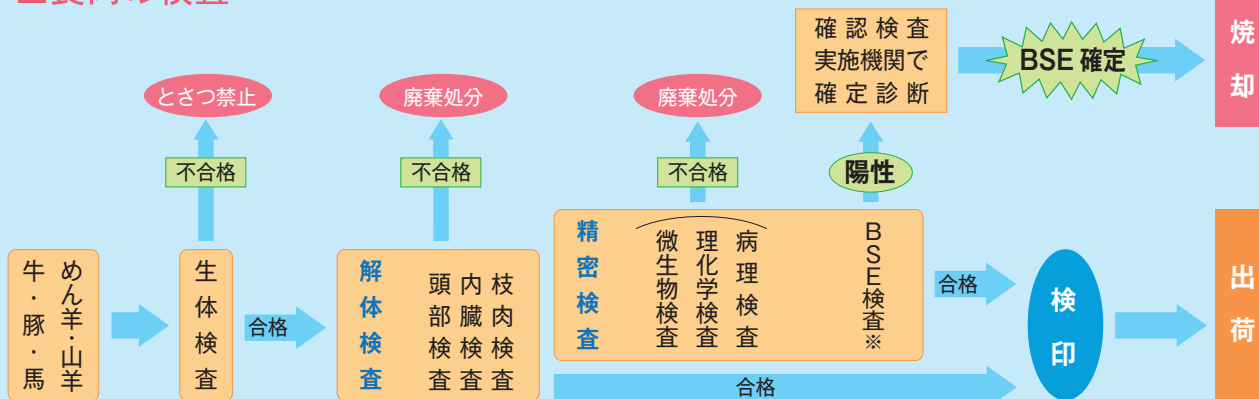 とさつ禁止
廃棄処分
廃棄処分
確認検査
実施機関で
確定診断
BSE 確定
焼却
不合格
不合格
不合格
陽性
牛・豚・馬
めん羊・山羊
生体検査
合格
解体検査
頭部検査
内臓検査
枝肉検査
精密検査
微生物検査
理化学検査
病理検査
BSE検査※
合格
合格
検印
出荷